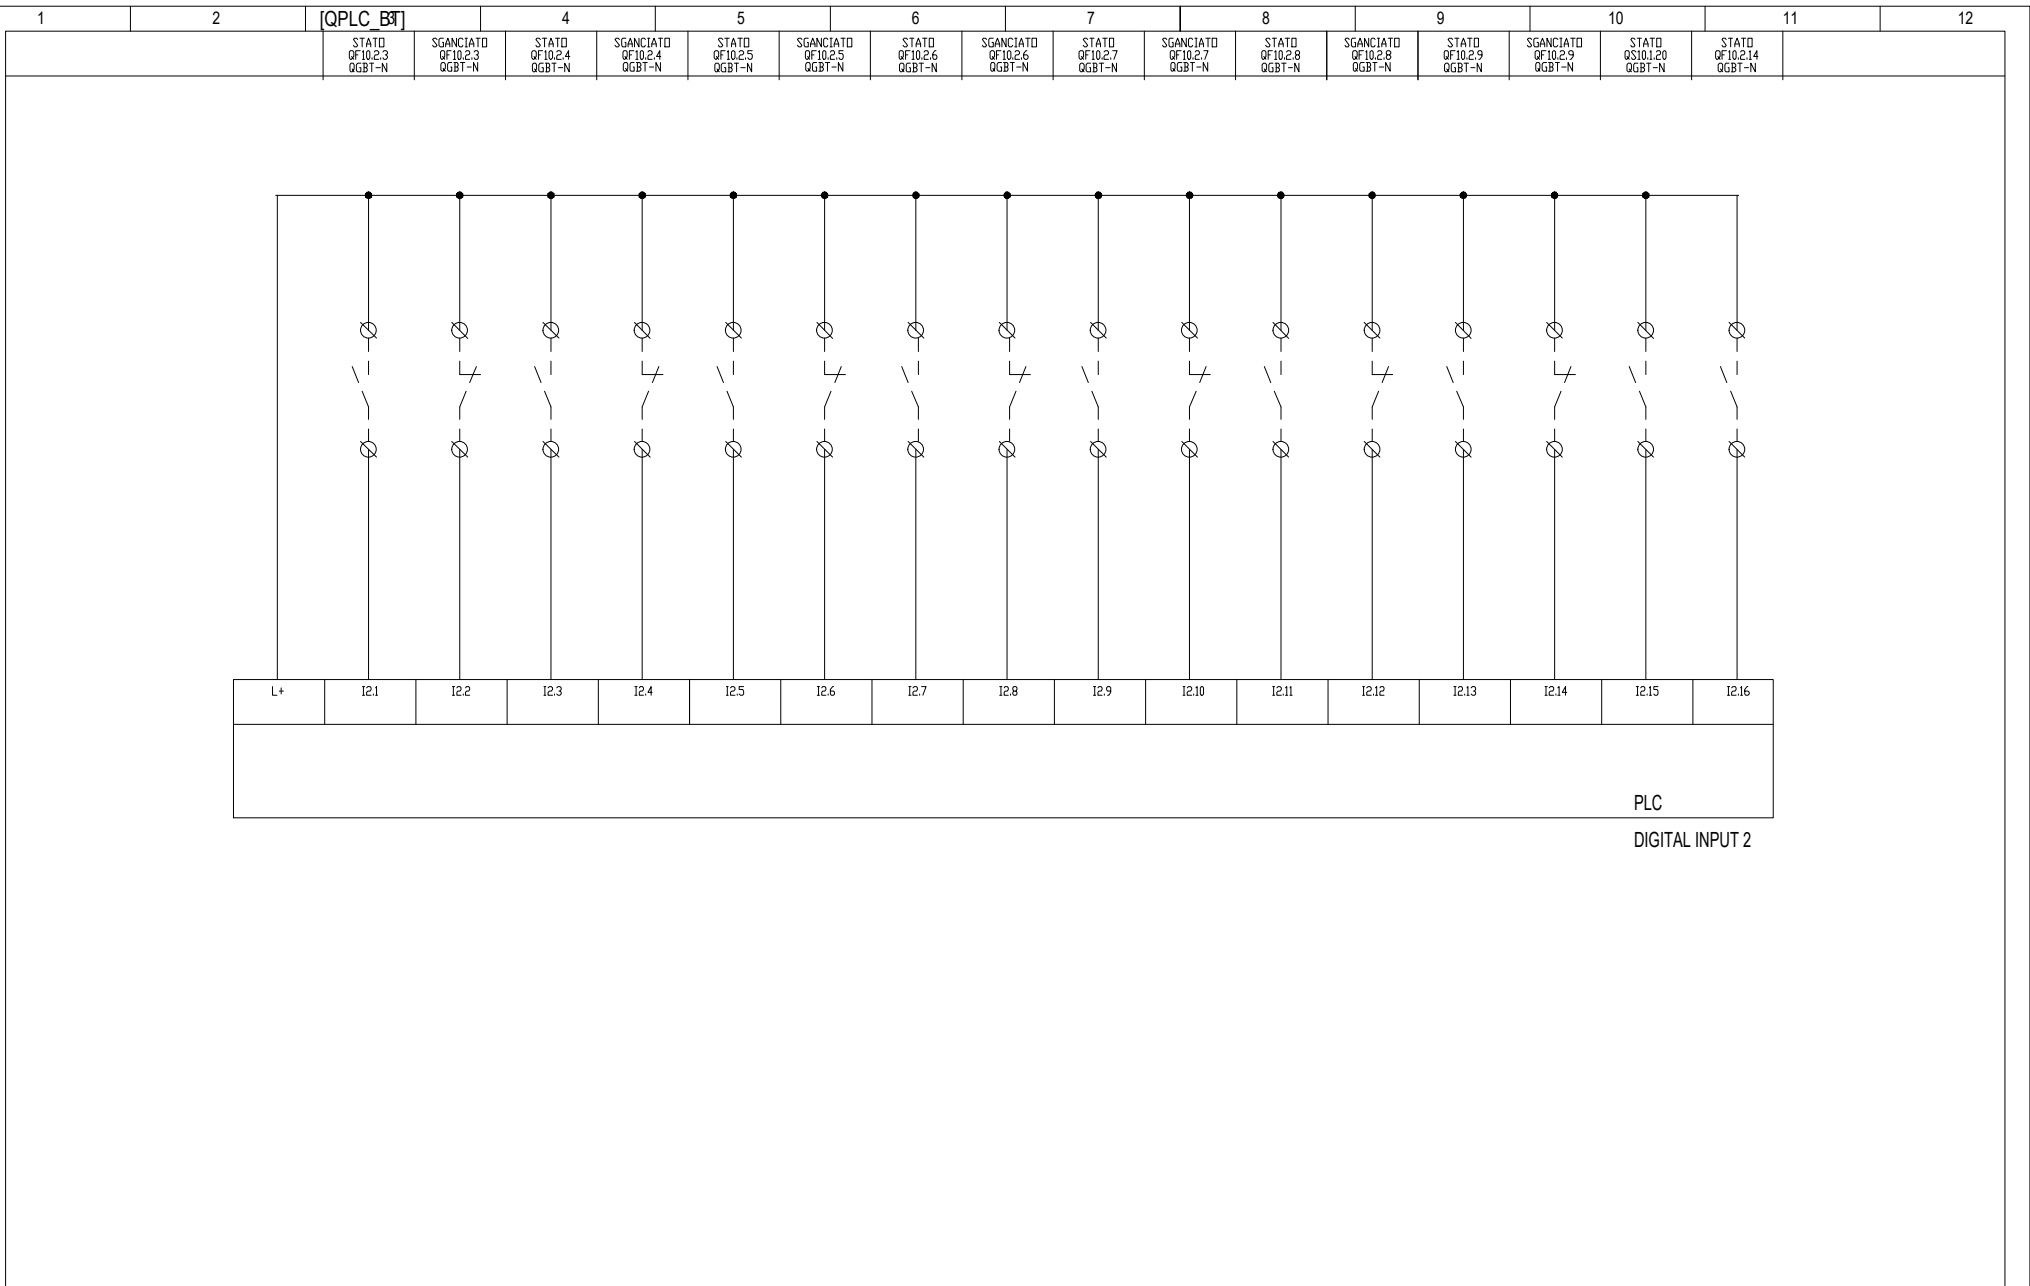 1 2 [QPLC_BT] 3 4 5 6 7 8 9 10 11 12
STATO SGANCIATO STATO SGANCIATO STATO SGANCIATO STATO SGANCIATO STATO SGANCIATO STATO SGANCIATO STATO SGANCIATO STATO STATO
QF10.2.3 QF10.2.3 QF10.2.4 QF10.2.4 QF10.2.5 QF10.2.5 QF10.2.6 QF10.2.6 QF10.2.7 QF10.2.7 QF10.2.8 QF10.2.8 QF10.2.9 QF10.2.9 QS10.1.20 QF10.2.14
QGBT-N QGBT-N QGBT-N QGBT-N QGBT-N QGBT-N QGBT-N QGBT-N QGBT-N QGBT-N QGBT-N QGBT-N QGBT-N QGBT-N QGBT-N QGBT-N
L+ I2.1 I2.2 I2.3 I2.4 I2.5 I2.6 I2.7 I2.8 I2.9 I2.10 I2.11 I2.12 I2.13 I2.14 I2.15 I2.16
PLC
DIGITAL INPUT 2